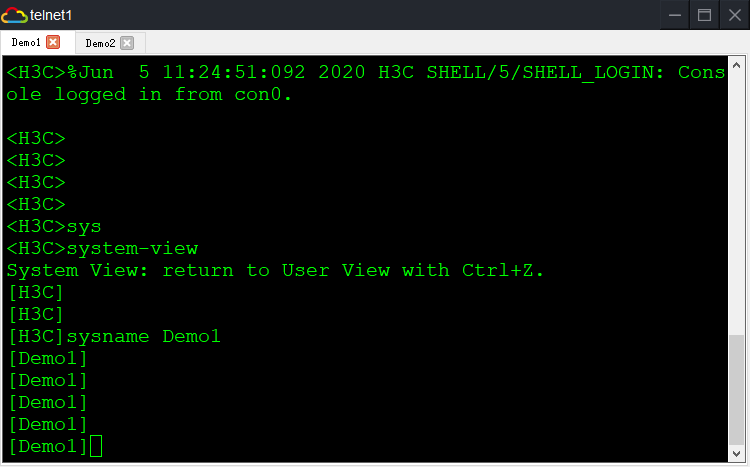 telnet1
Demo1
Demo2
<H3C>%Jun  5 11:24:51:092 2020 H3C SHELL/5/SHELL_LOGIN: Cons
ole logged in from con0.
<H3C>
<H3C>
<H3C>
<H3C>
<H3C>sys
<H3C>system-view
System View: return to User View with Ctrl+Z.
[H3C]
[H3C]
[H3C]sysname Demo1
[Demo1]
[Demo1]
[Demo1]
[Demo1]
[Demo1]